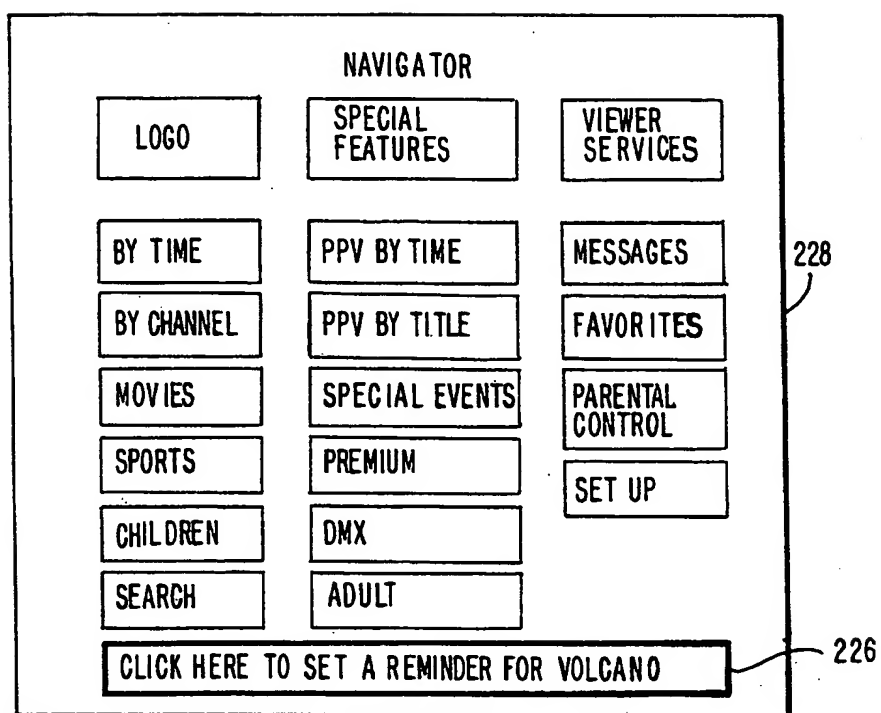 NAVIGATOR
LOGO
SPECIAL
FEATURES
VIEWER
SERVICES
BY TIME
PPV BY TIME
MESSAGES
BY CHANNEL
PPV BY TITLE
FAVORITES
MOVIES
SPECIAL EVENTS
PARENTAL
CONTROL
SPORTS
PREMIUM
SET UP
CHILDREN
DMX
SEARCH
ADULT
CLICK HERE TO SET A REMINDER FOR VOLCANO
228
226